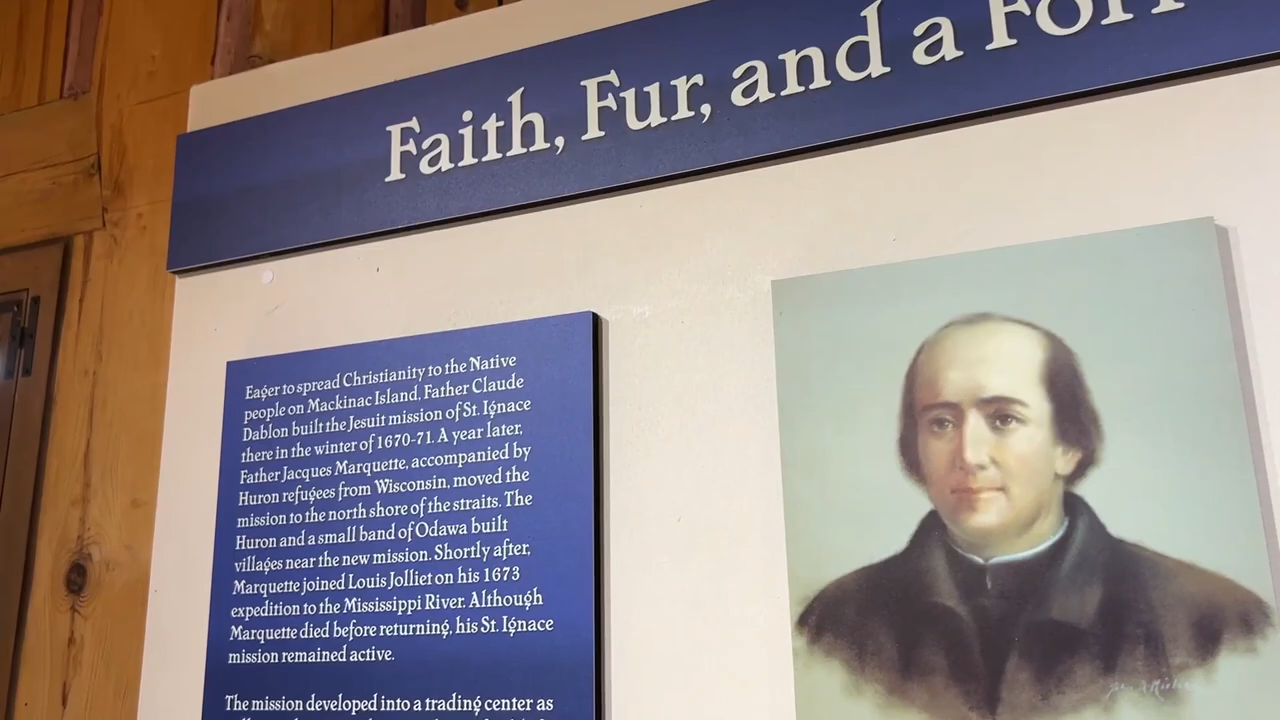 Faith, Fur, and a Fort
Eager to spread Christianity to the Native
people on Mackinac Island, Father Claude
Dablon built the Jesuit mission of St. Ignace
there in the winter of 1670-71. A year later,
Father Jacques Marquette, accompanied by
Huron refugees from Wisconsin, moved the
mission to the north shore of the straits. The
Huron and a small band of Odawa built
villages near the new mission. Shortly after,
Marquette joined Louis Jolliet on his 1673
expedition to the Mississippi River. Although
Marquette died before returning, his St. Ignace
mission remained active.
The mission developed into a trading center as